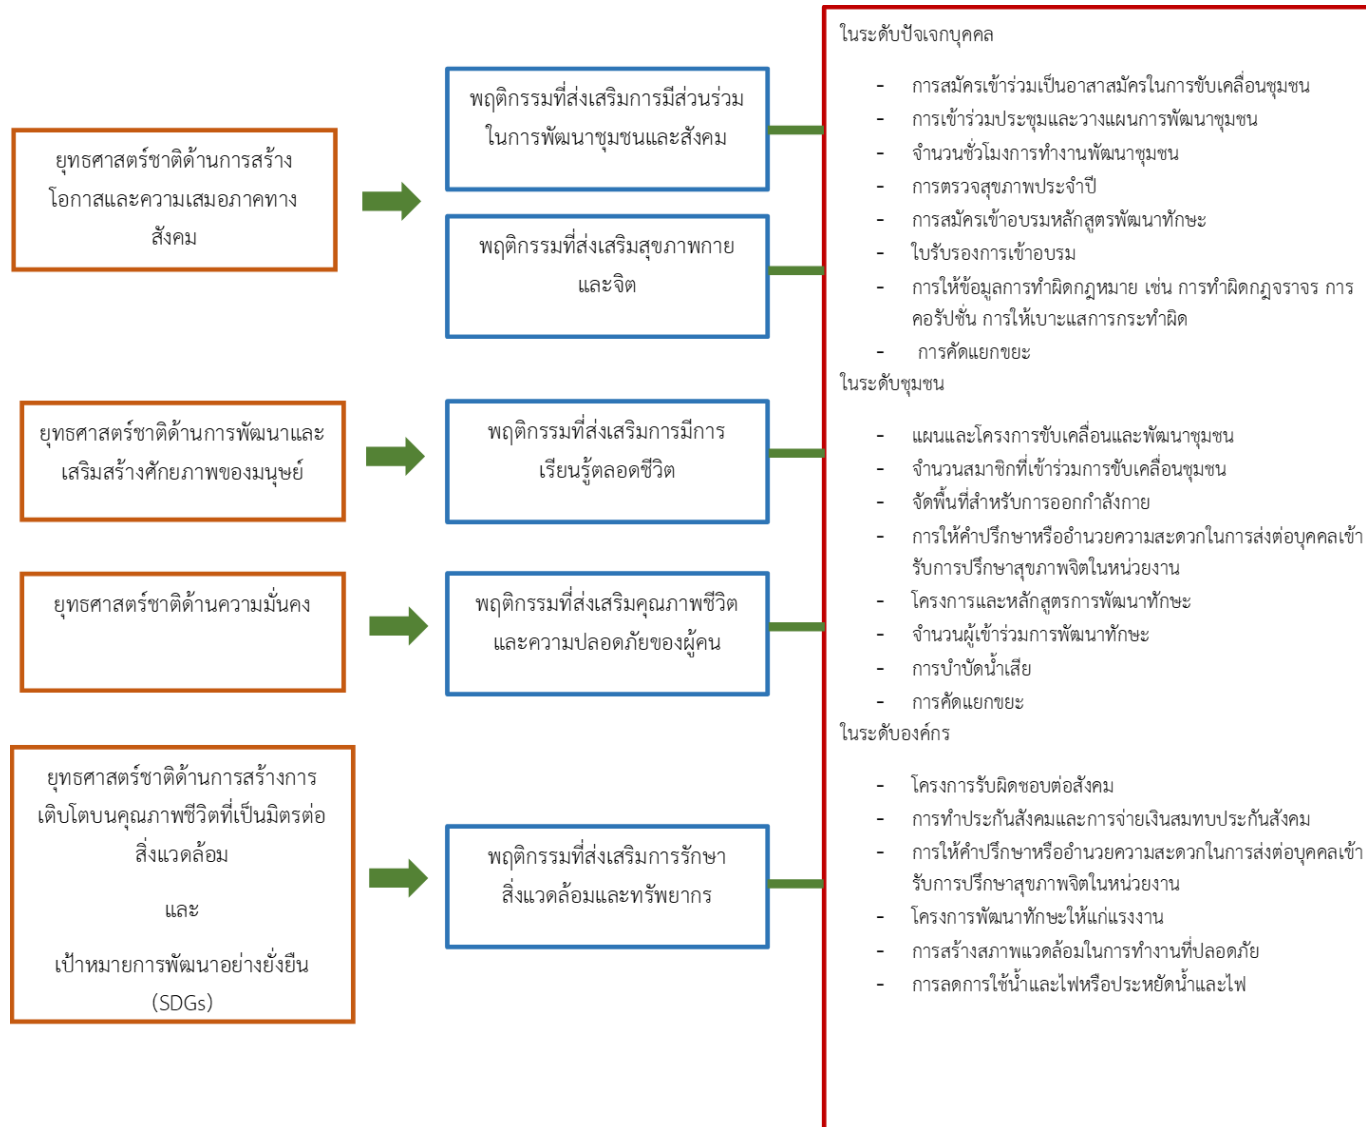 ยุทธศาสตร์ชาติด้านการสร้าง
โอกาสและความเสมอภาคทาง
สังคม
พฤติกรรมที่ส่งเสริมการมีส่วนร่วม
ในการพัฒนาชุมชนและสังคม
พฤติกรรมที่ส่งเสริมสุขภาพกาย
และจิต
ยุทธศาสตร์ชาติด้านการพัฒนาและ
เสริมสร้างศักยภาพของมนุษย์
พฤติกรรมที่ส่งเสริมการมีการ
เรียนรู้ตลอดชีวิต
ยุทธศาสตร์ชาติด้านความมั่นคง
พฤติกรรมที่ส่งเสริมคุณภาพชีวิต
และความปลอดภัยของผู้คน
ยุทธศาสตร์ชาติด้านการสร้างการ
เติบโตบนคุณภาพชีวิตที่เป็นมิตรต่อ
สิ่งแวดล้อม
และ
เป้าหมายการพัฒนาอย่างยั่งยืน
(SDGs)
พฤติกรรมที่ส่งเสริมการรักษา
สิ่งแวดล้อมและทรัพยากร
ในระดับปัจเจกบุคคล
- การสมัครเข้าร่วมเป็นอาสาสมัครในการขับเคลื่อนชุมชน
- การเข้าร่วมประชุมและวางแผนการพัฒนาชุมชน
- จำนวนชั่วโมงการทำงานพัฒนาชุมชน
- การตรวจสุขภาพประจำปี
- การสมัครเข้าอบรมหลักสูตรพัฒนาทักษะ
- ใบรับรองการเข้าอบรม
- การให้ข้อมูลการทำผิดกฎหมาย เช่น การทำผิดกฎจราจร การ
คอรัปชั่น การให้เบาะแสการกระทำผิด
- การคัดแยกขยะ
ในระดับชุมชน
- แผนและโครงการขับเคลื่อนและพัฒนาชุมชน
- จำนวนสมาชิกที่เข้าร่วมการขับเคลื่อนชุมชน
- จัดพื้นที่สำหรับการออกกำลังกาย
- การให้คำปรึกษาหรืออำนวยความสะดวกในการส่งต่อบุคคลเข้า
รับการปรึกษาสุขภาพจิตในหน่วยงาน
- โครงการและหลักสูตรการพัฒนาทักษะ
- จำนวนผู้เข้าร่วมการพัฒนาทักษะ
- การบำบัดน้ำเสีย
- การคัดแยกขยะ
ในระดับองค์กร
- โครงการรับผิดชอบต่อสังคม
- การทำประกันสังคมและการจ่ายเงินสมทบประกันสังคม
- การให้คำปรึกษาหรืออำนวยความสะดวกในการส่งต่อบุคคลเข้า
รับการปรึกษาสุขภาพจิตในหน่วยงาน
- โครงการพัฒนาทักษะให้แก่แรงงาน
- การสร้างสภาพแวดล้อมในการทำงานที่ปลอดภัย
- การลดการใช้น้ำและไฟหรือประหยัดน้ำและไฟ